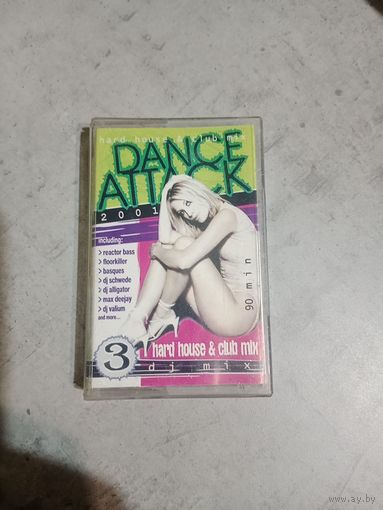 hard house & club mix
DANCE
ATTACK
2001
including:
> reactor bass
> floorkiller
> basques
> dj schwede
> dj alligator
> max deejay
> dj valium
and more...
90 min
3
hard house & club mix
dj mix
www.ay.by